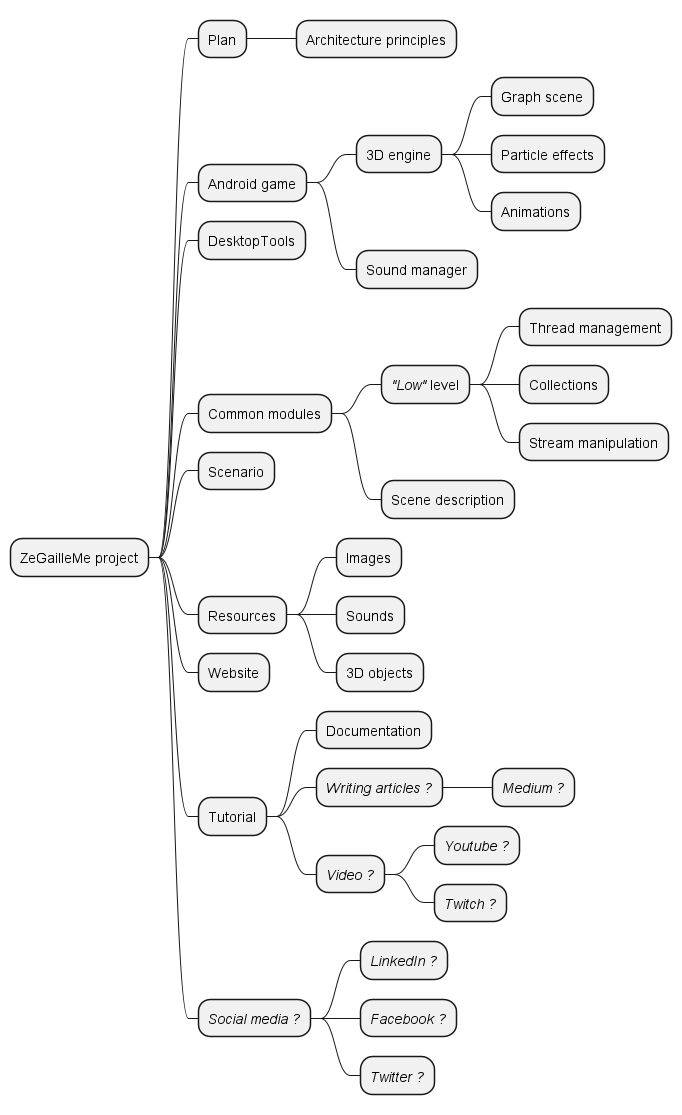 Plan
Architecture principles
Graph scene
3D engine
Particle effects
Android game
Animations
DesktopTools
Sound manager
Thread management
"Low" level
Collections
Common modules
Stream manipulation
Scenario
Scene description
ZeGailleMe project
Images
Resources
Sounds
Website
3D objects
Documentation
Writing articles ?
Medium ?
Tutorial
Youtube ?
Video ?
Twitch ?
LinkedIn ?
Social media ?
Facebook ?
Twitter ?